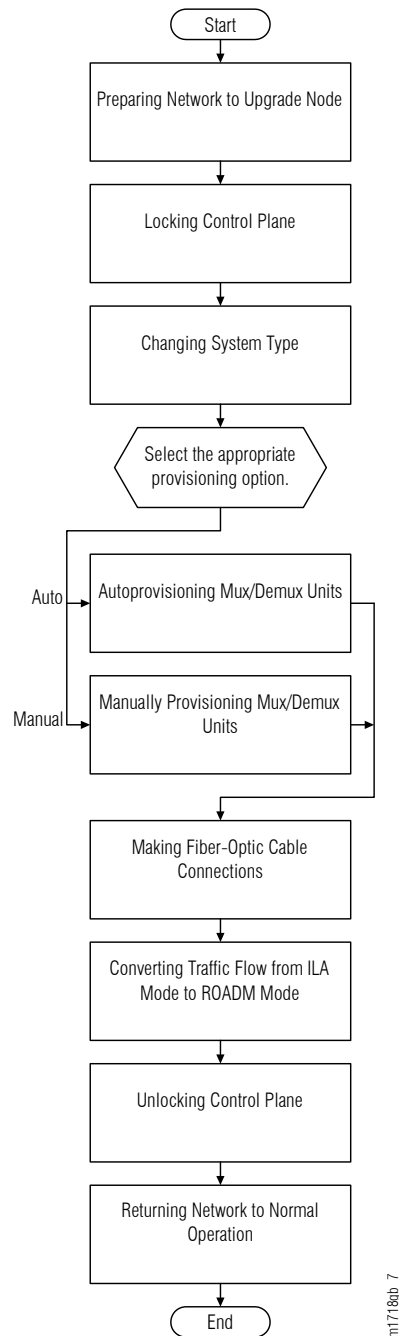 Start
Preparing Network to Upgrade Node
Locking Control Plane
Changing System Type
Select the appropriate
provisioning option.
Auto
Autoprovisioning Mux/Demux Units
Manual
Manually Provisioning Mux/Demux
Units
Making Fiber-Optic Cable
Connections
Converting Traffic Flow from ILA
Mode to ROADM Mode
Unlocking Control Plane
Returning Network to Normal
Operation
End